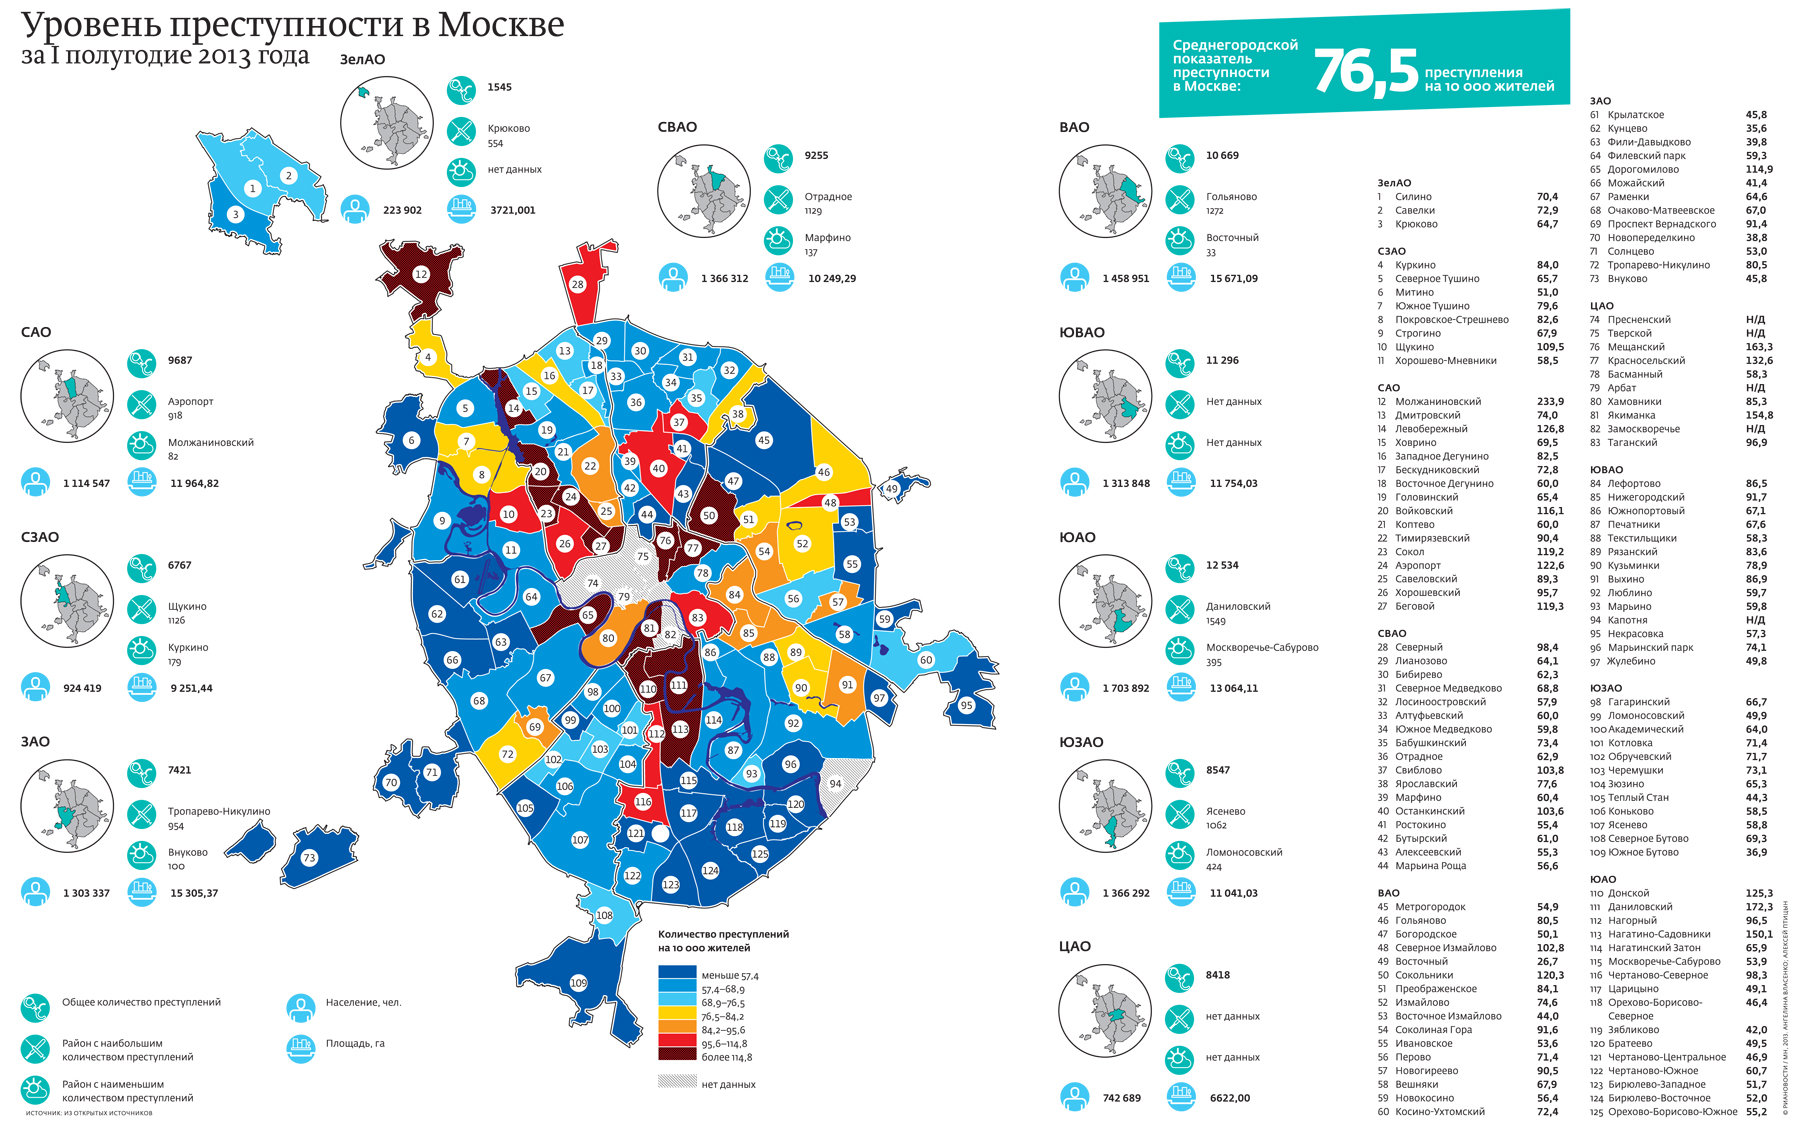 Уровень преступности в Москве
за I полугодие 2013 года
ЗелАО
1545
Крюково
554
нет данных
223 902
3721,001
СВАО
9255
Отрадное
1129
Марфино
137
1 366 312
10 249,29
САО
9687
Аэропорт
918
Молжаниновский
82
1 114 547
11 964,82
СЗАО
6767
Щукино
1126
Куркино
179
924 419
9 251,44
ЗАО
7421
Тропарево-Никулино
954
Внуково
100
1 303 337
15 305,37
Общее количество преступлений
Район с наибольшим
количеством преступлений
Район с наименьшим
количеством преступлений
Население, чел.
Площадь, га
ИСТОЧНИК: ИЗ ОТКРЫТЫХ ИСТОЧНИКОВ
Количество преступлений
на 10 000 жителей
меньше 57,4
57,4–68,9
68,9–76,5
76,5–84,2
84,2–95,6
95,6–114,8
более 114,8
нет данных
Среднегородской
показатель
преступности
в Москве:
76,5
преступления
на 10 000 жителей
ВАО
10 669
Гольяново
1272
Восточный
33
1 458 951
15 671,09
ЮВАО
11 296
Нет данных
Нет данных
1 313 848
11 754,03
ЮАО
12 534
Даниловский
1549
Москворечье-Сабурово
395
1 703 892
13 064,11
ЮЗАО
8547
Ясенево
1062
Ломоносовский
424
1 366 292
11 041,03
ЦАО
8418
нет данных
нет данных
742 689
6622,00
ЗелАО
1 Силино 70,4
2 Савелки 72,9
3 Крюково 64,7
СЗАО
4 Куркино 84,0
5 Северное Тушино 65,7
6 Митино 51,0
7 Южное Тушино 79,6
8 Покровское-Стрешнево 82,6
9 Строгино 67,9
10 Щукино 109,5
11 Хорошево-Мневники 58,5
САО
12 Молжаниновский 233,9
13 Дмитровский 74,0
14 Левобережный 126,8
15 Ховрино 69,5
16 Западное Дегунино 82,5
17 Бескудниковский 72,8
18 Восточное Дегунино 60,0
19 Головинский 65,4
20 Войковский 116,1
21 Коптево 60,0
22 Тимирязевский 90,4
23 Сокол 119,2
24 Аэропорт 122,6
25 Савеловский 89,3
26 Хорошевский 95,7
27 Беговой 119,3
СВАО
28 Северный 98,4
29 Лианозово 64,1
30 Бибирево 62,3
31 Северное Медведково 68,8
32 Лосиноостровский 57,9
33 Алтуфьевский 60,0
34 Южное Медведково 59,8
35 Бабушкинский 73,4
36 Отрадное 62,9
37 Свиблово 103,8
38 Ярославский 77,6
39 Марфино 60,4
40 Останкинский 103,6
41 Ростокино 55,4
42 Бутырский 61,0
43 Алексеевский 55,3
44 Марьина Роща 56,6
ВАО
45 Метрогородок 54,9
46 Гольяново 80,5
47 Богородское 50,1
48 Северное Измайлово 102,8
49 Восточный 26,7
50 Сокольники 120,3
51 Преображенское 84,1
52 Измайлово 74,6
53 Восточное Измайлово 44,0
54 Соколиная Гора 91,6
55 Ивановское 53,6
56 Перово 71,4
57 Новогиреево 90,5
58 Вешняки 67,9
59 Новокосино 56,4
60 Косино-Ухтомский 72,4
ЗАО
61 Крылатское 45,8
62 Кунцево 35,6
63 Фили-Давыдково 39,8
64 Филевский парк 59,3
65 Дорогомилово 114,9
66 Можайский 41,4
67 Раменки 64,6
68 Очаково-Матвеевское 67,0
69 Проспект Вернадского 91,4
70 Новопеределкино 38,8
71 Солнцево 53,0
72 Тропарево-Никулино 80,5
73 Внуково 45,8
ЦАО
74 Пресненский Н/Д
75 Тверской Н/Д
76 Мещанский 163,3
77 Красносельский 132,6
78 Басманный 58,3
79 Арбат Н/Д
80 Хамовники 85,3
81 Якиманка 154,8
82 Замоскворечье Н/Д
83 Таганский 96,9
ЮВАО
84 Лефортово 86,5
85 Нижегородский 91,7
86 Южнопортовый 67,1
87 Печатники 67,6
88 Текстильщики 58,3
89 Рязанский 83,6
90 Кузьминки 78,9
91 Выхино 86,9
92 Люблино 59,7
93 Марьино 59,8
94 Капотня Н/Д
95 Некрасовка 57,3
96 Марьинский парк 74,1
97 Жулебино 49,8
ЮЗАО
98 Гагаринский 66,7
99 Ломоносовский 49,9
100 Академический 64,0
101 Котловка 71,4
102 Обручевский 71,7
103 Черемушки 73,1
104 Зюзино 65,3
105 Теплый Стан 44,3
106 Коньково 58,5
107 Ясенево 58,8
108 Северное Бутово 69,3
109 Южное Бутово 36,9
ЮАО
110 Донской 125,3
111 Даниловский 172,3
112 Нагорный 96,5
113 Нагатино-Садовники 150,1
114 Нагатинский Затон 65,9
115 Москворечье-Сабурово 53,9
116 Чертаново-Северное 98,3
117 Царицыно 49,1
118 Орехово-Борисово- 46,4
Северное
119 Зябликово 42,0
120 Братеево 49,5
121 Чертаново-Центральное 46,9
122 Чертаново-Южное 60,7
123 Бирюлево-Западное 51,7
124 Бирюлево-Восточное 52,0
125 Орехово-Борисово-Южное 55,2
© РИАНОВОСТИ / МН, 2013. АНГЕЛИНА ВЛАСЕНКО; АЛЕКСЕЙ ПТИЦЫН